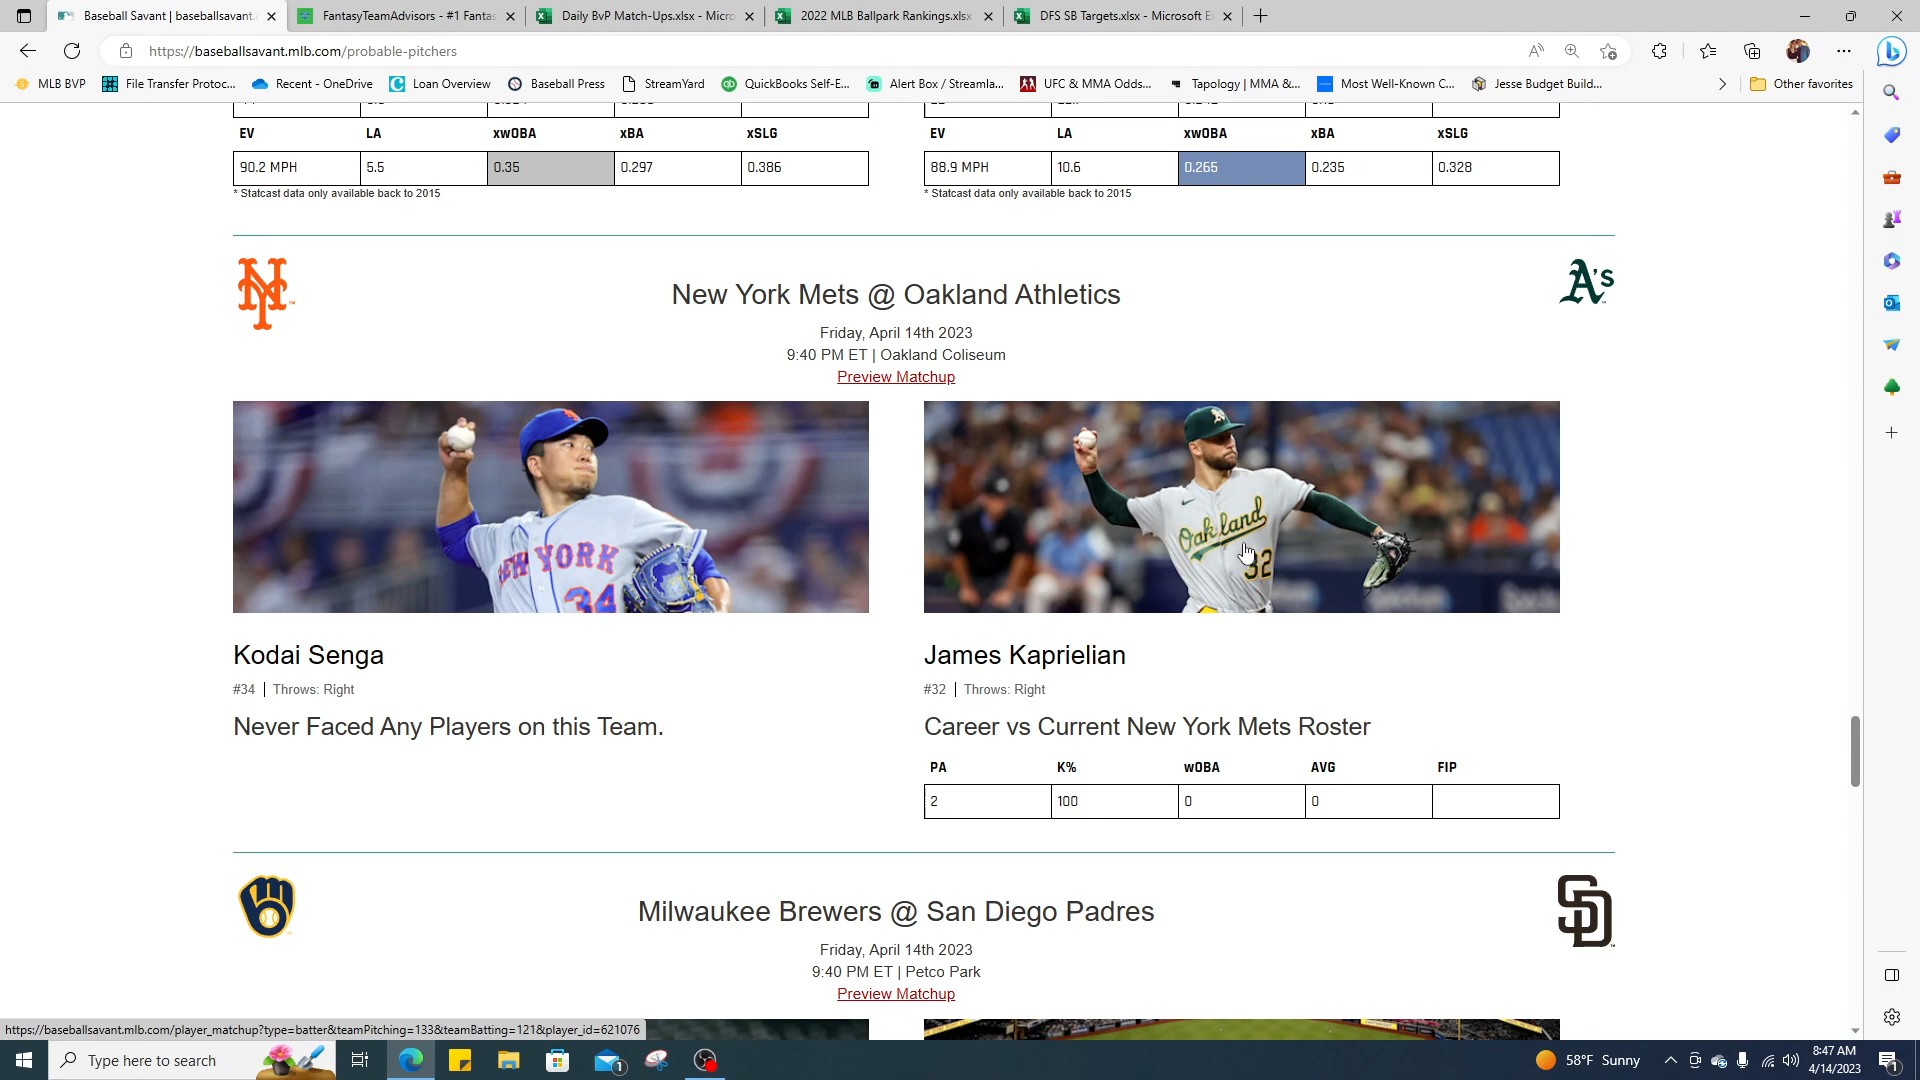 Baseball Savant | baseballsavant.
FantasyTeamAdvisors - #1 Fantas
Daily BvP Match-Ups.xlsx - Micro
2022 MLB Ballpark Rankings.xlsx
DFS SB Targets.xlsx - Microsoft E
https://baseballsavant.mlb.com/probable-pitchers
MLB BVP
File Transfer Protoc...
Recent - OneDrive
Loan Overview
Baseball Press
StreamYard
QuickBooks Self-E...
Alert Box / Streamla...
UFC & MMA Odds...
Tapology | MMA &...
Most Well-Known C...
Jesse Budget Build...
Other favorites
EV LA xwOBA xBA xSLG
90.2 MPH 5.5 0.35 0.297 0.386
* Statcast data only available back to 2015
EV LA xwOBA xBA xSLG
88.9 MPH 10.6 0.265 0.235 0.328
* Statcast data only available back to 2015
NY
A's
New York Mets @ Oakland Athletics
Friday, April 14th 2023
9:40 PM ET | Oakland Coliseum
Preview Matchup
NEW YORK
34
Oakland
32
Kodai Senga
#34 | Throws: Right
Never Faced Any Players on this Team.
James Kaprielian
#32 | Throws: Right
Career vs Current New York Mets Roster
PA K% wOBA AVG FIP
2 100 0 0
SD
Milwaukee Brewers @ San Diego Padres
Friday, April 14th 2023
9:40 PM ET | Petco Park
Preview Matchup
https://baseballsavant.mlb.com/player_matchup?type=batter&teamPitching=133&teamBatting=121&player_id=621076
Type here to search
58°F Sunny
8:47 AM
4/14/2023